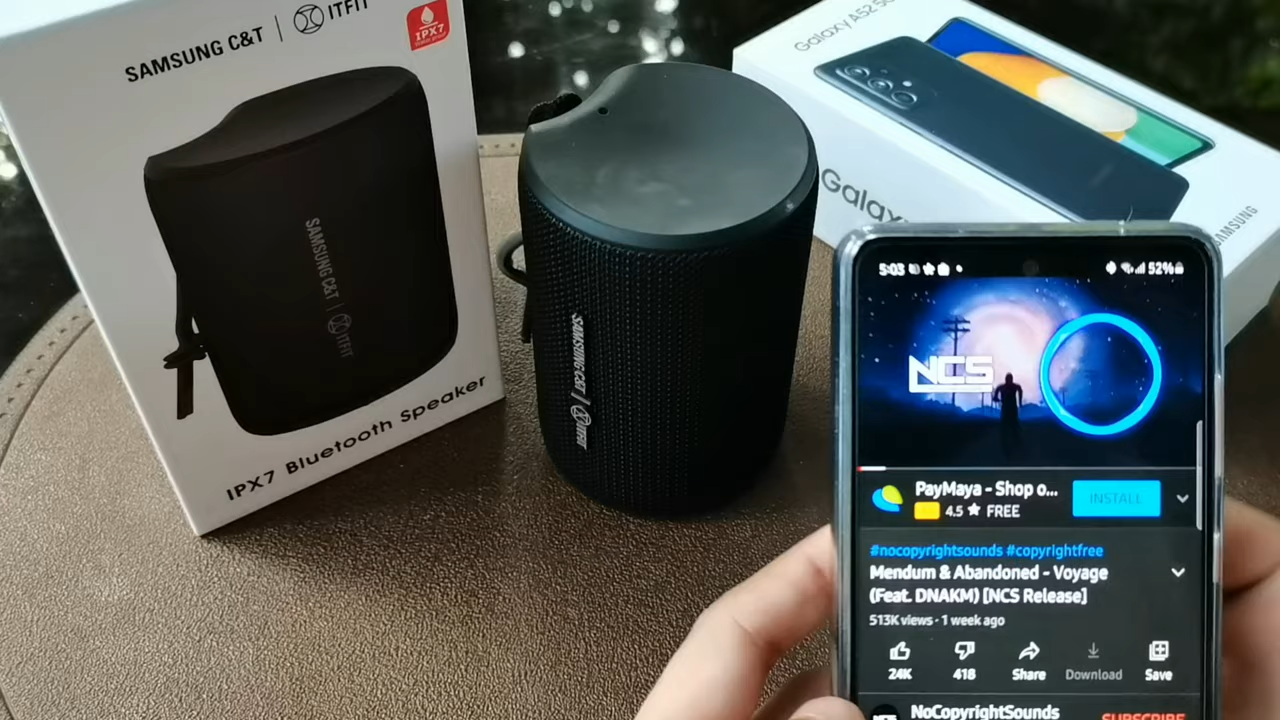 SAMSUNG C&T | ITFIT
IPX7
SAMSUNG C&T | ITFIT
IPX7 Bluetooth Speaker
SAMSUNG C&T | ITFIT
Galaxy A52 5G
Galaxy
SAMSUNG
5:03
52%
NCS
PayMaya - Shop o...
INSTALL
4.5 ★ FREE
#nocopyrightsounds #copyrightfree
Mendum & Abandoned - Voyage
(Feat. DNAKM) [NCS Release]
513K views · 1 week ago
24K
418
Share
Download
Save
NoCopyrightSounds
SUBSCRIBE